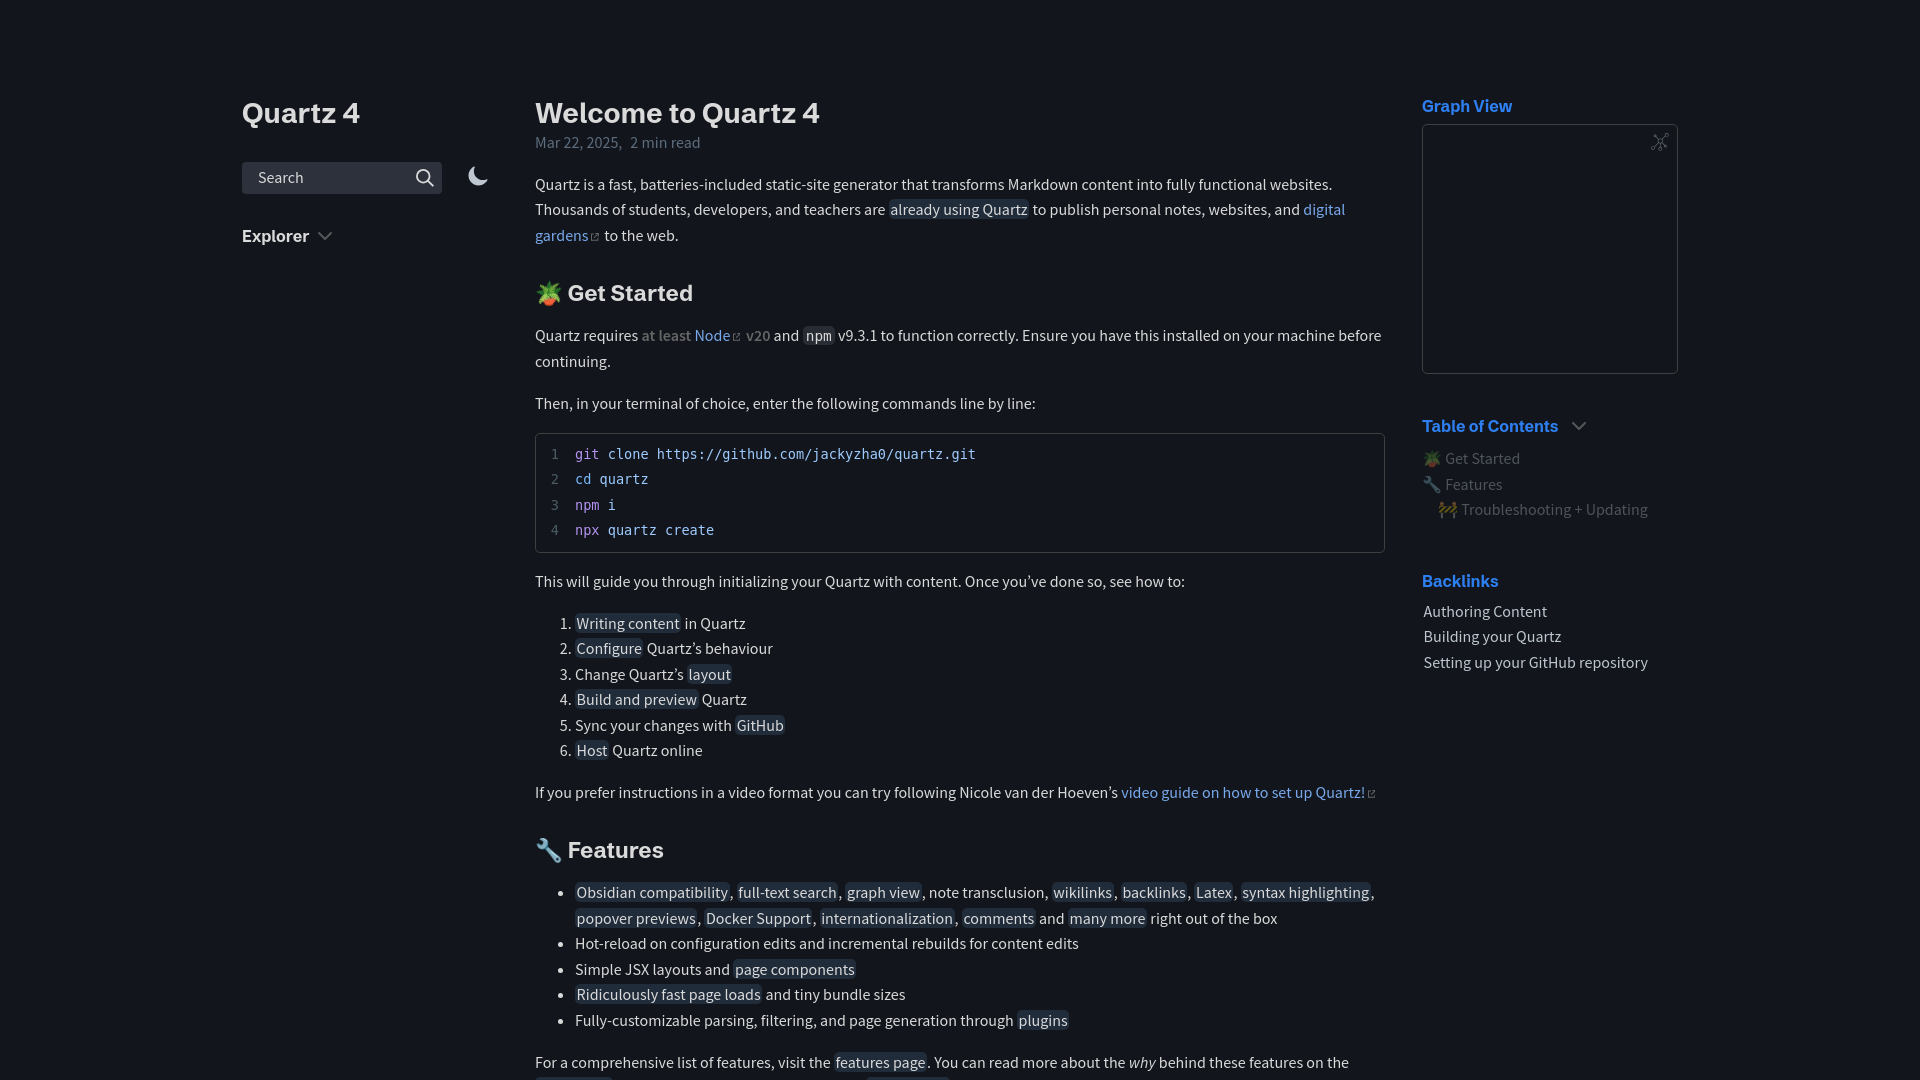 Quartz 4
Search
Explorer
Welcome to Quartz 4
Mar 22, 2025, 2 min read
Quartz is a fast, batteries-included static-site generator that transforms Markdown content into fully functional websites.
Thousands of students, developers, and teachers are already using Quartz to publish personal notes, websites, and digital
gardens to the web.
🪴 Get Started
Quartz requires at least Node v20 and npm v9.3.1 to function correctly. Ensure you have this installed on your machine before
continuing.
Then, in your terminal of choice, enter the following commands line by line:
1 git clone https://github.com/jackyzha0/quartz.git
2 cd quartz
3 npm i
4 npx quartz create
This will guide you through initializing your Quartz with content. Once you’ve done so, see how to:
1. Writing content in Quartz
2. Configure Quartz’s behaviour
3. Change Quartz’s layout
4. Build and preview Quartz
5. Sync your changes with GitHub
6. Host Quartz online
If you prefer instructions in a video format you can try following Nicole van der Hoeven’s video guide on how to set up Quartz!
🔧 Features
• Obsidian compatibility, full-text search, graph view, note transclusion, wikilinks, backlinks, Latex, syntax highlighting,
popover previews, Docker Support, internationalization, comments and many more right out of the box
• Hot-reload on configuration edits and incremental rebuilds for content edits
• Simple JSX layouts and page components
• Ridiculously fast page loads and tiny bundle sizes
• Fully-customizable parsing, filtering, and page generation through plugins
For a comprehensive list of features, visit the features page. You can read more about the why behind these features on the
Graph View
Table of Contents
🪴 Get Started
🔧 Features
🚧 Troubleshooting + Updating
Backlinks
Authoring Content
Building your Quartz
Setting up your GitHub repository